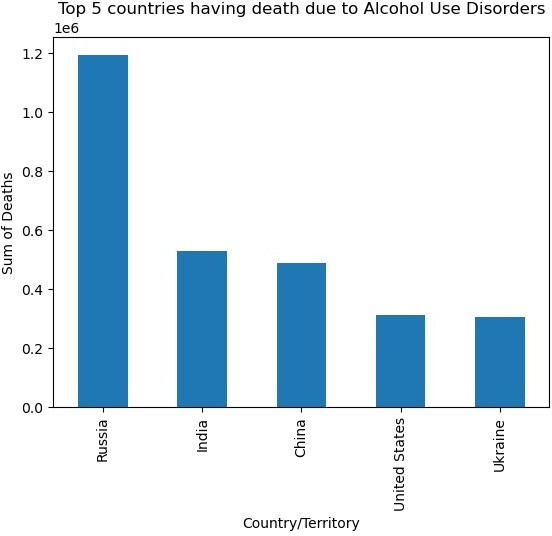 Top 5 countries having death due to Alcohol Use Disorders
1e6
1.2
1.0
0.8
0.6
0.4
0.2
0.0
Sum of Deaths
Russia
India
China
United States
Ukraine
Country/Territory